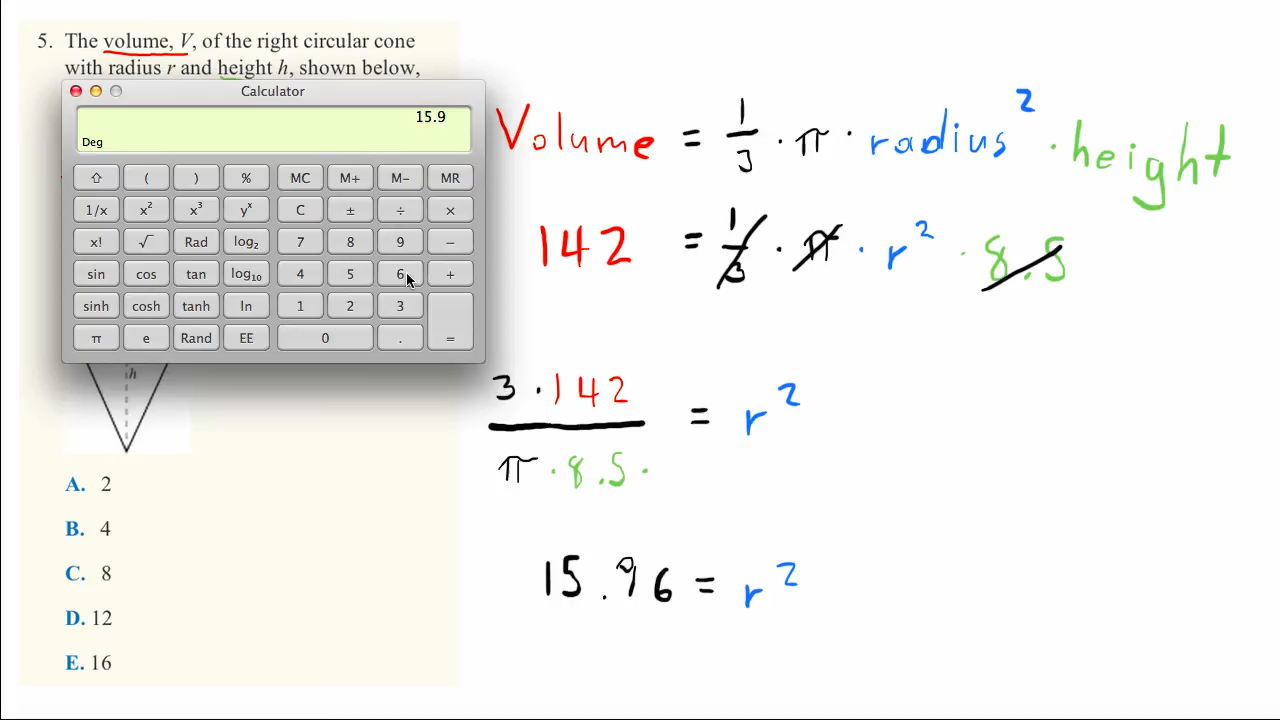 5. The volume, V, of the right circular cone
with radius r and height h, shown below,
Calculator
15.9
Deg
⇧ ( ) % MC M+ M- MR
1/x x² x³ yˣ C ± ÷ ×
x! √ Rad log₂ 7 8 9 −
sin cos tan log₁₀ 4 5 6 +
sinh cosh tanh ln 1 2 3
π e Rand EE 0 . =
h
A. 2
B. 4
C. 8
D. 12
E. 16
Volume = 1/3 · π · radius² · height
142 = 1/3 · π · r² · 8.5
3 · 142
π · 8.5 ·
= r²
15.96 = r²